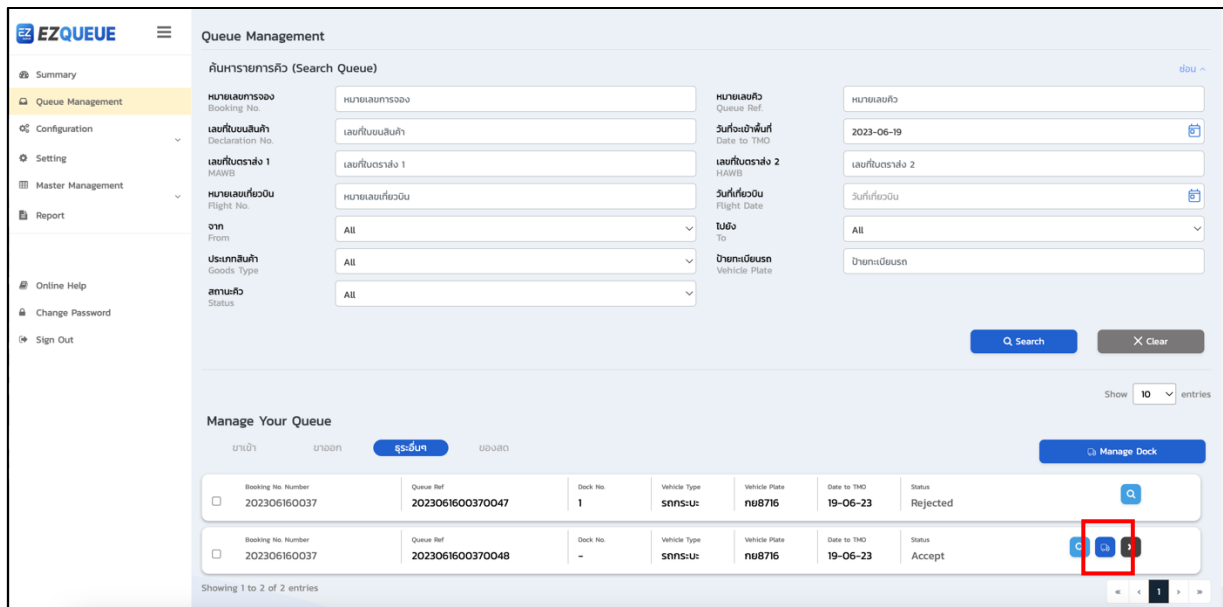 EZ EZQUEUE
Queue Management
Summary
Queue Management
Configuration
Setting
Master Management
Report
Online Help
Change Password
Sign Out
ค้นหารายการคิว (Search Queue)
ซ่อน
หมายเลขการจอง
Booking No.
หมายเลขการจอง
หมายเลขคิว
Queue Ref.
หมายเลขคิว
เลขที่ใบขนสินค้า
Declaration No.
เลขที่ใบขนสินค้า
วันที่จะเข้าพื้นที่
Date to TMO
2023-06-19
เลขที่ใบตราส่ง 1
MAWB
เลขที่ใบตราส่ง 1
เลขที่ใบตราส่ง 2
HAWB
เลขที่ใบตราส่ง 2
หมายเลขเที่ยวบิน
Flight No.
หมายเลขเที่ยวบิน
วันที่เที่ยวบิน
Flight Date
วันที่เที่ยวบิน
จาก
From
All
ไปยัง
To
All
ประเภทสินค้า
Goods Type
All
ป้ายทะเบียนรถ
Vehicle Plate
ป้ายทะเบียนรถ
สถานะคิว
Status
All
Search
Clear
Show 10 entries
Manage Your Queue
ขาเข้า ขาออก ธุระอื่นๆ ของสด
Manage Dock
Booking No. Number Queue Ref Dock No. Vehicle Type Vehicle Plate Date to TMO Status
202306160037 2023061600370047 1 รถกระบะ กย8716 19-06-23 Rejected
Booking No. Number Queue Ref Dock No. Vehicle Type Vehicle Plate Date to TMO Status
202306160037 2023061600370048 - รถกระบะ กย8716 19-06-23 Accept
Showing 1 to 2 of 2 entries
« ‹ 1 › »